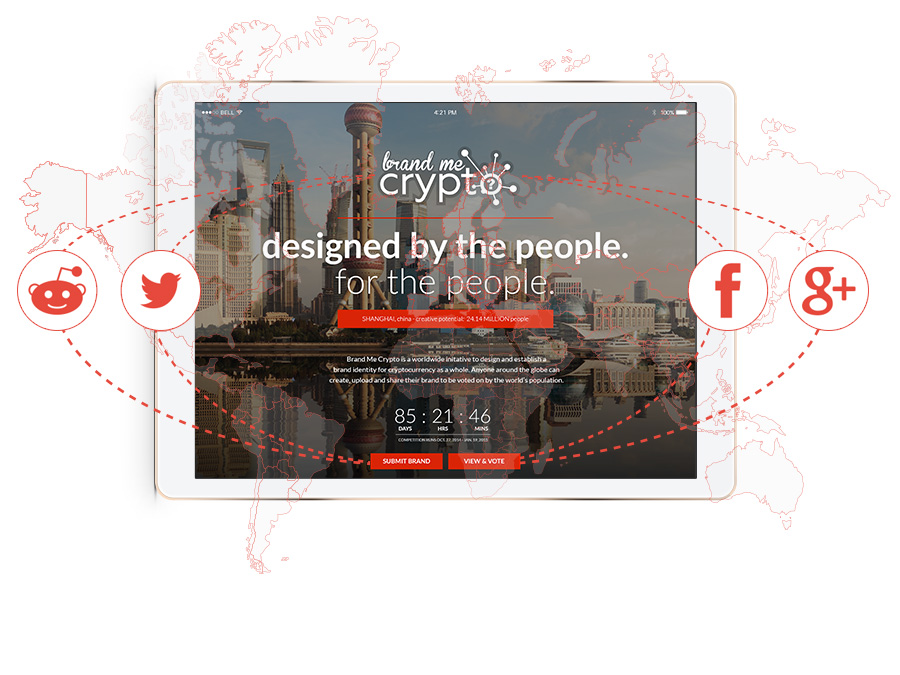 BELL 4:21 PM 100%
brand me
crypto
designed by the people.
for the people.
SHANGHAI, china - creative potential: 24.14 MILLION people
Brand Me Crypto is a worldwide initative to design and establish a
brand identity for cryptocurrency as a whole. Anyone around the globe can
create, upload and share their brand to be voted on by the world's population.
85 : 21 : 46
DAYS HRS MINS
COMPETITION RUNS OCT. 27, 2014 - JAN. 19, 2015
SUBMIT BRAND VIEW & VOTE
f g+